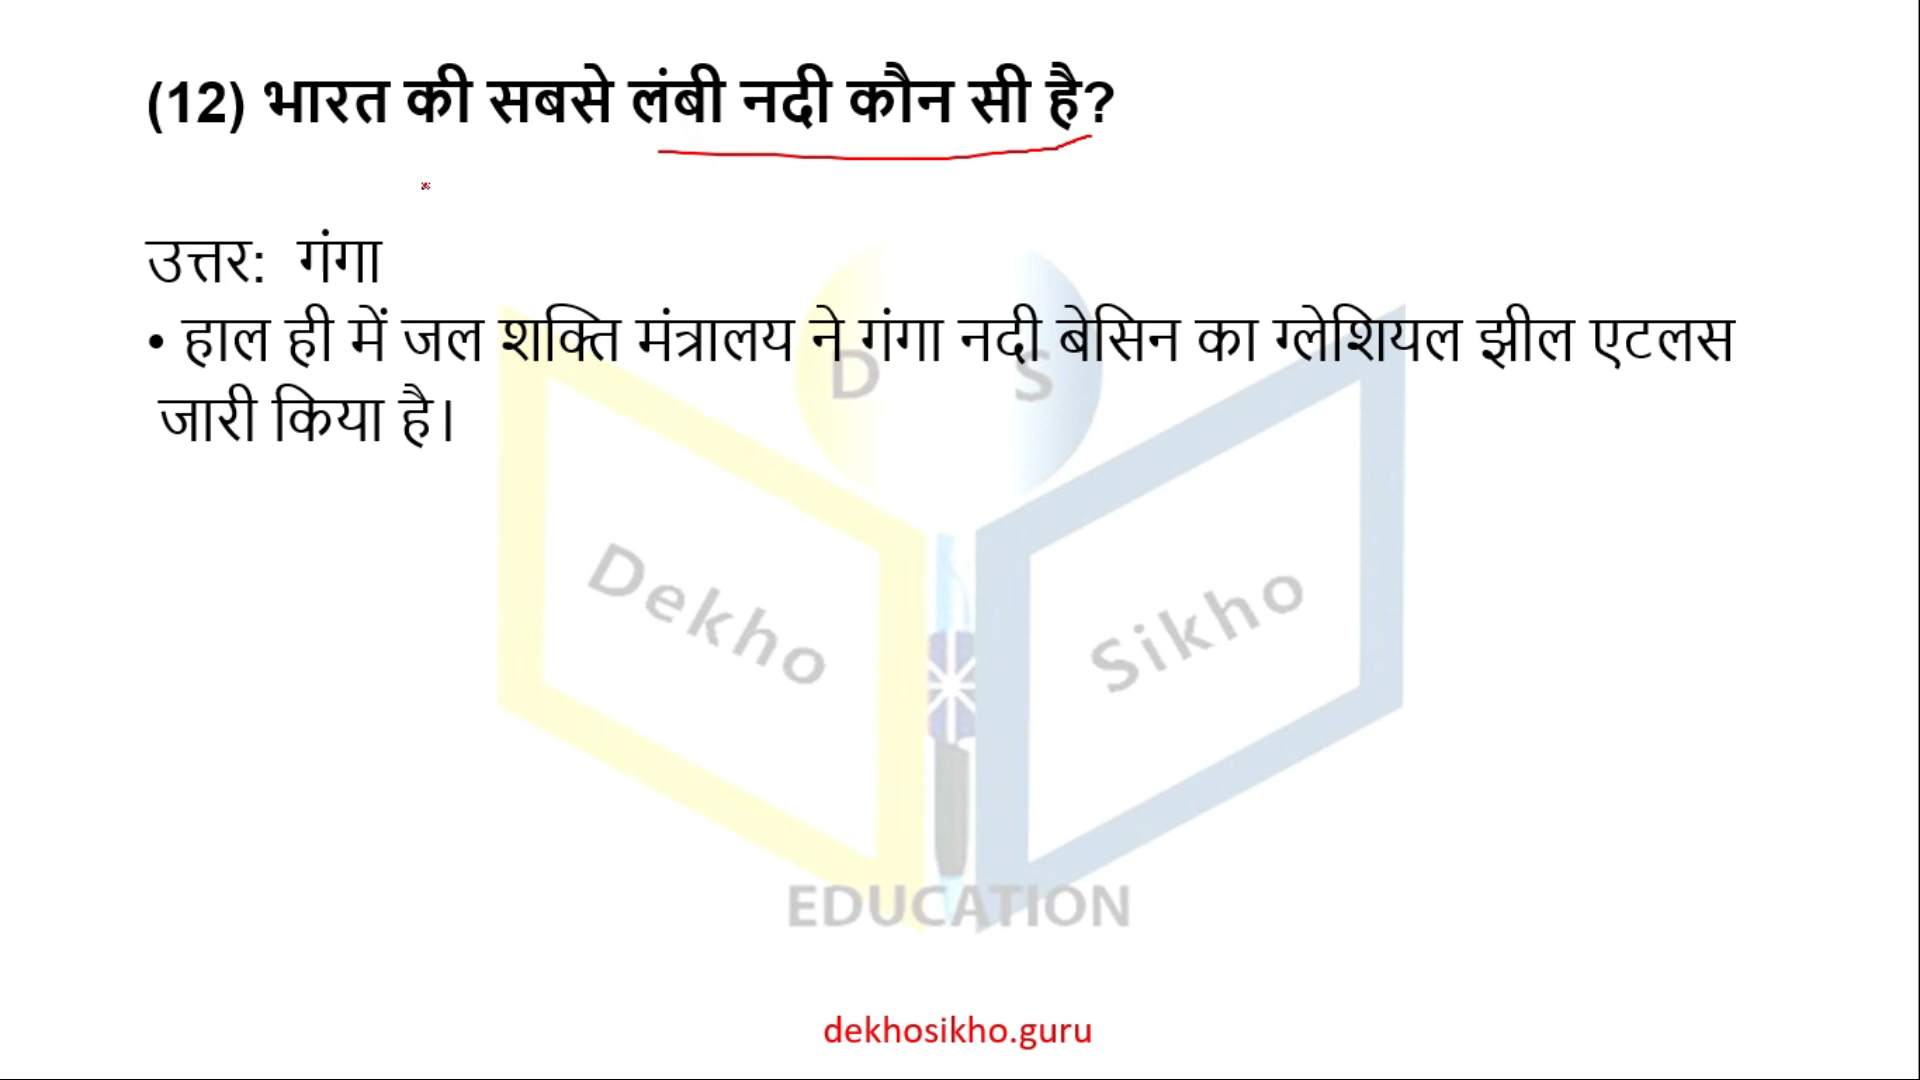 (12) भारत की सबसे लंबी नदी कौन सी है?
उत्तर: गंगा
• हाल ही में जल शक्ति मंत्रालय ने गंगा नदी बेसिन का ग्लेशियल झील एटलस
जारी किया है।
D S
Dekho Sikho
EDUCATION
dekhosikho.guru